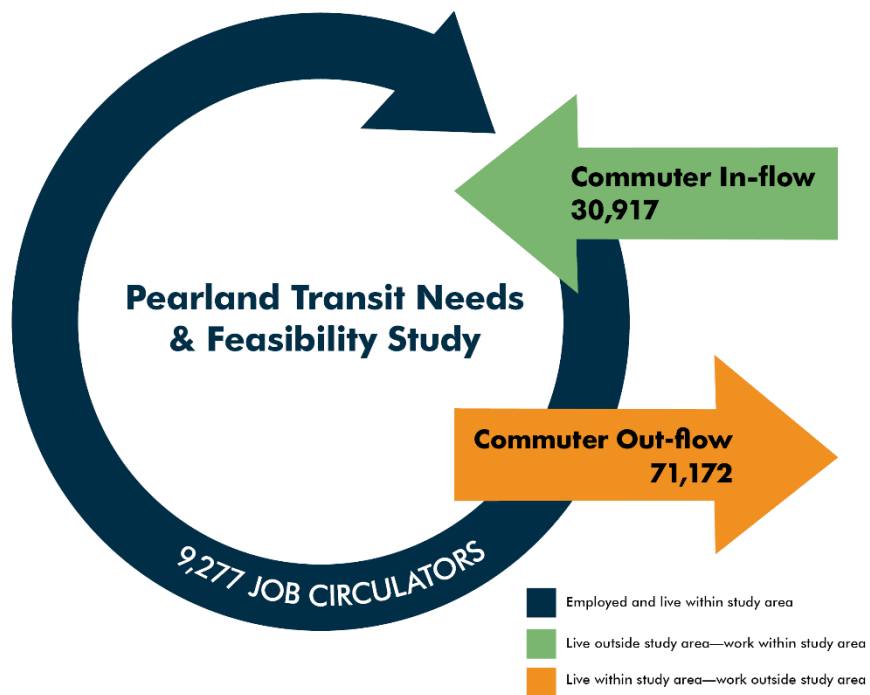 Commuter In-flow
30,917
Pearland Transit Needs
& Feasibility Study
Commuter Out-flow
71,172
9,277 JOB CIRCULATORS
Employed and live within study area
Live outside study area—work within study area
Live within study area—work outside study area